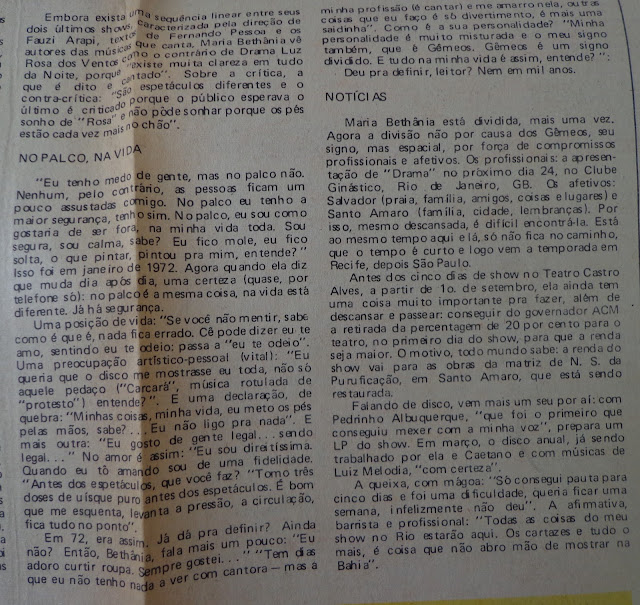 Embora exista uma sequência linear entre seus
dois últimos shows, caracterizada pela direção de
Fauzi Arapi, textos de Fernando Pessoa e os
autores das músicas que canta, Maria Bethânia vê
Rosa dos Ventos como o contrário de Drama Luz
da Noite, porque "existe muita clareza em tudo
que é dito e cantado". Sobre a crítica, a
contra-crítica: "São espetáculos diferentes e o
último é criticado porque o público esperava o
sonho de "Rosa" e não pòde sonhar porque os pés
estão cada vez mais no chão".
NO PALCO, NA VIDA
"Eu tenho medo de gente, mas no palco não.
Nenhum, pelo contrário, as pessoas ficam um
pouco assustadas comigo. No palco eu tenho a
maior segurança, tenho sim. No palco, eu sou como
gostaria de ser fora, na minha vida toda. Sou
segura, sou calma, sabe? Eu fico mole, eu fico
solta, o que pintar, pintou pra mim, entende?"
Isso foi em janeiro de 1972. Agora quando ela diz
que muda dia após dia, uma certeza (quase, por
telefone só): no palco é a mesma coisa, na vida está
diferente. Já há segurança.
Uma posição de vida: "Se você não mentir, sabe
como é que é, nada fica errado. Cê pode dizer eu te
amo, sentindo eu te odeio: passa a "eu te odeio".
Uma preocupação artístico-pessoal (vital): "Eu
queria que o disco me mostrasse eu toda, não só
aquele pedaço ("Carcará", música rotulada de
"protesto") entende?". E uma declaração, de
quebra: "Minhas coisas, minha vida, eu meto os pés
pelas mãos, sabe?... Eu não ligo pra nada". E
mais outra: "Eu gosto de gente legal... sendo
legal..." No amor é assim: "Eu sou direitíssima.
Quando eu tô amando sou de uma fidelidade.
"Antes dos espetáculos, que você faz? "Tomo três
doses de uísque puro antes dos espetáculos. É bom
que me esquenta, levanta a pressão, a circulação,
fica tudo no ponto".
Em 72, era assim. Já dá pra definir? Ainda
não? Então, Bethânia, fala mais um pouco: "Eu
adoro curtir roupa. Sempre gostei..." "Tem dias
que eu não tenho nada a ver com cantora — mas a
minha profissão (é cantar) e me amarro nela, outras
coisas que eu faço é só divertimento, é mais uma
saidinha". Como é a sua personalidade? "Minha
personalidade é muito misturada e o meu signo
também, que é Gêmeos. Gêmeos é um signo
dividido. E tudo na minha vida é assim, entende?":
Deu pra definir, leitor? Nem em mil anos.
NOTÍCIAS
Maria Bethânia está dividida, mais uma vez.
Agora a divisão não por causa dos Gêmeos, seu
signo, mas espacial, por força de compromissos
profissionais e afetivos. Os profissionais: a apresen-
tação de "Drama" no próximo dia 24, no Clube
Ginástico, Rio de Janeiro, GB. Os afetivos:
Salvador (praia, família, amigos, coisas e lugares) e
Santo Amaro (família, cidade, lembranças). Por
isso, mesmo descansada, é difícil encontrá-la. Está
ao mesmo tempo aqui e lá, só não fica no caminho,
que o tempo é curto e logo vem a temporada em
Recife, depois São Paulo.
Antes dos cinco dias de show no Teatro Castro
Alves, a partir de 1o. de setembro, ela ainda tem
uma coisa muito importante pra fazer, além de
descansar e passear: conseguir do governador ACM
a retirada da percentagem de 20 por cento para o
teatro, no primeiro dia do show, para que a renda
seja maior. O motivo, todo mundo sabe: a renda do
show vai para as obras da matriz de N. S. da
Purificação, em Santo Amaro, que está sendo
restaurada.
Falando de disco, vem mais um seu por aí: com
Pedrinho Albuquerque, "que foi o primeiro que
conseguiu mexer com a minha voz", prepara um
LP do show. Em março, o disco anual, já sendo
trabalhado por ela e Caetano e com músicas de
Luiz Melodia, "com certeza".
A queixa, com mágoa: "Só consegui pauta para
cinco dias e foi uma dificuldade, queria ficar uma
semana, infelizmente não deu". A afirmativa,
barrista e profissional: "Todas as coisas do meu
show no Rio estarão aqui. Os cartazes e tudo o
mais, é coisa que não abro mão de mostrar na
Bahia".